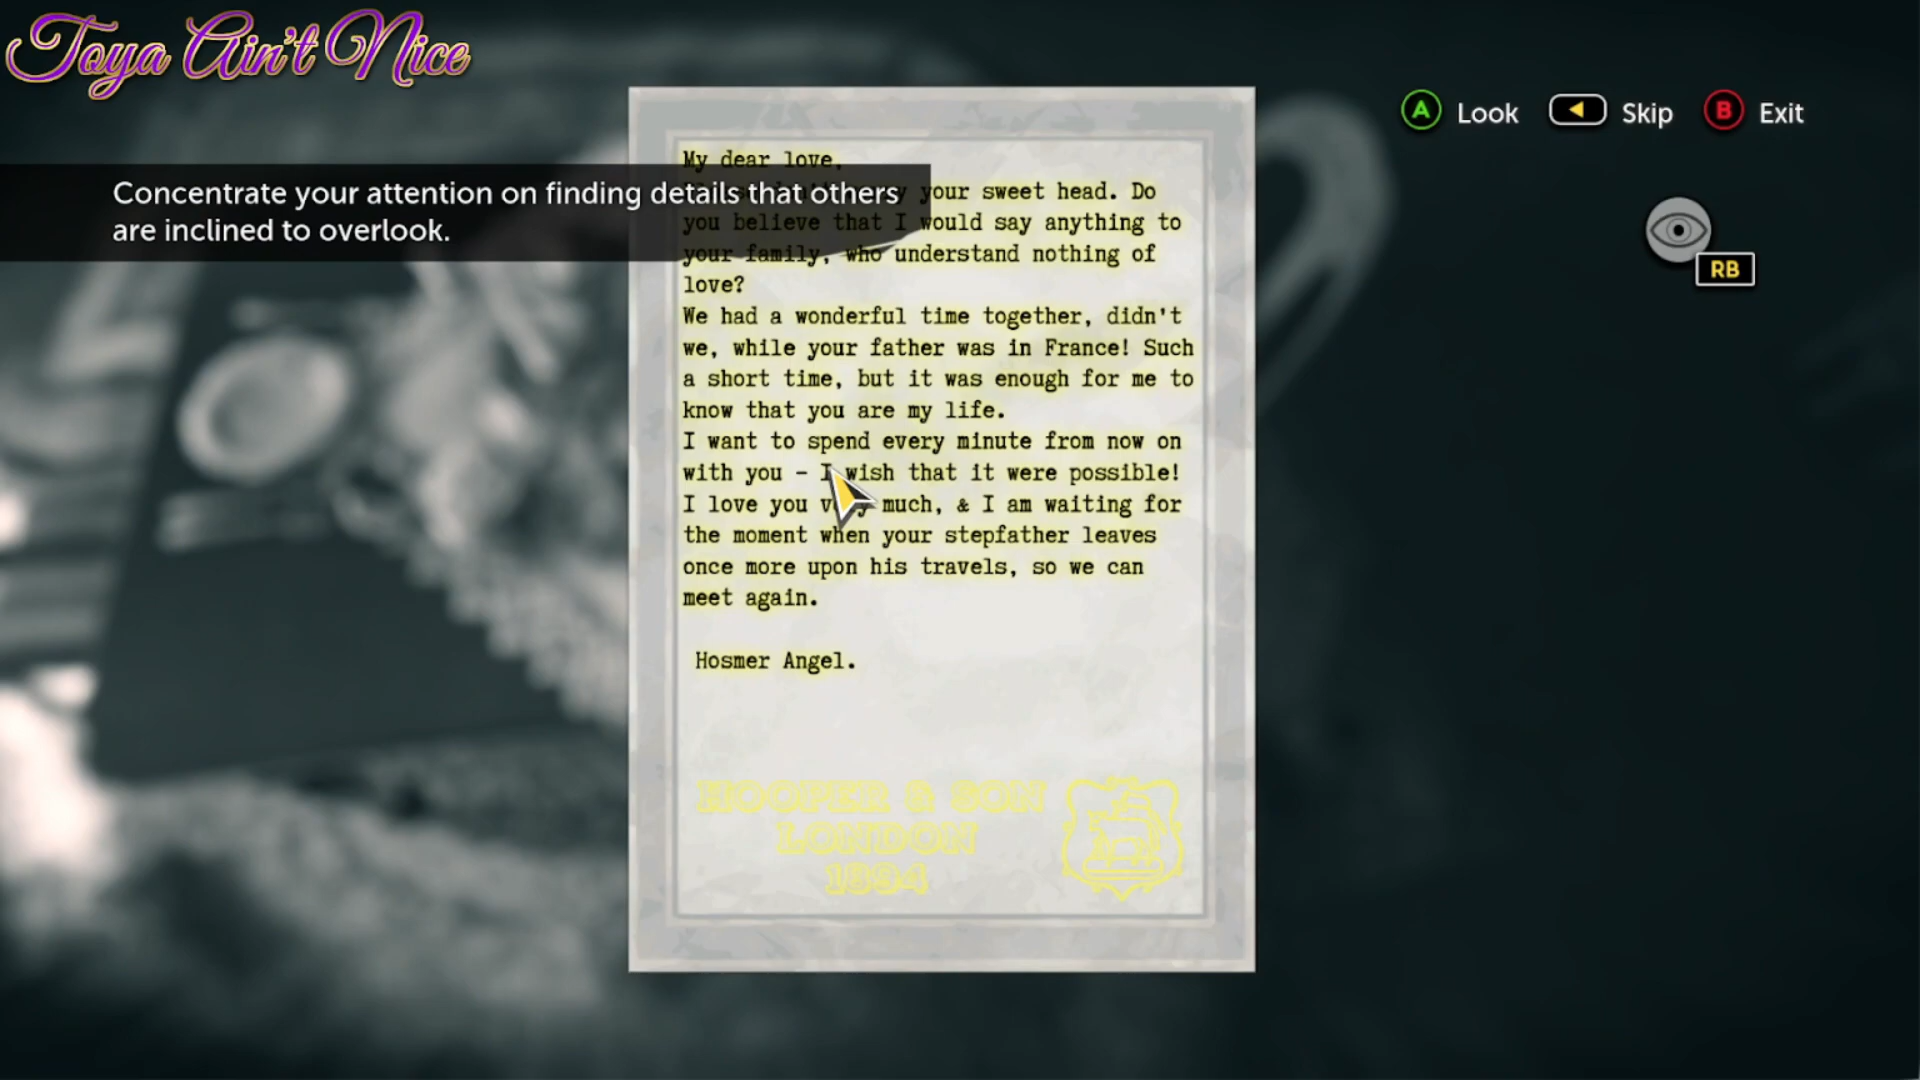 Toya Ain't Nice
A Look Skip B Exit
RB
Concentrate your attention on finding details that others
are inclined to overlook.
My dear love,
your sweet head. Do
you believe that I would say anything to
your family, who understand nothing of
love?
We had a wonderful time together, didn't
we, while your father was in France! Such
a short time, but it was enough for me to
know that you are my life.
I want to spend every minute from now on
with you - I wish that it were possible!
I love you very much, & I am waiting for
the moment when your stepfather leaves
once more upon his travels, so we can
meet again.
Hosmer Angel.
HOOPER & SON
LONDON
1894